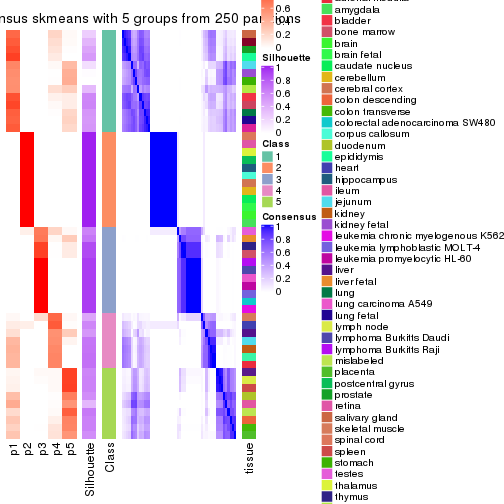 nsus skmeans with 5 groups from 250 par
ons
0.6
0.4
0.2
0
Silhouette
1
0.8
0.6
0.4
0.2
0
Class
1
2
3
4
5
Consensus
1
0.8
0.6
0.4
0.2
0
p1
p2
p3
p4
p5
Silhouette
Class
tissue
amygdala
bladder
bone marrow
brain
brain fetal
caudate nucleus
cerebellum
cerebral cortex
colon descending
colon transverse
colorectal adenocarcinoma SW480
corpus callosum
duodenum
epididymis
heart
hippocampus
ileum
jejunum
kidney
kidney fetal
leukemia chronic myelogenous K562
leukemia lymphoblastic MOLT-4
leukemia promyelocytic HL-60
liver
liver fetal
lung
lung carcinoma A549
lung fetal
lymph node
lymphoma Burkitts Daudi
lymphoma Burkitts Raji
mislabeled
placenta
postcentral gyrus
prostate
retina
salivary gland
skeletal muscle
spinal cord
spleen
stomach
testes
thalamus
thymus